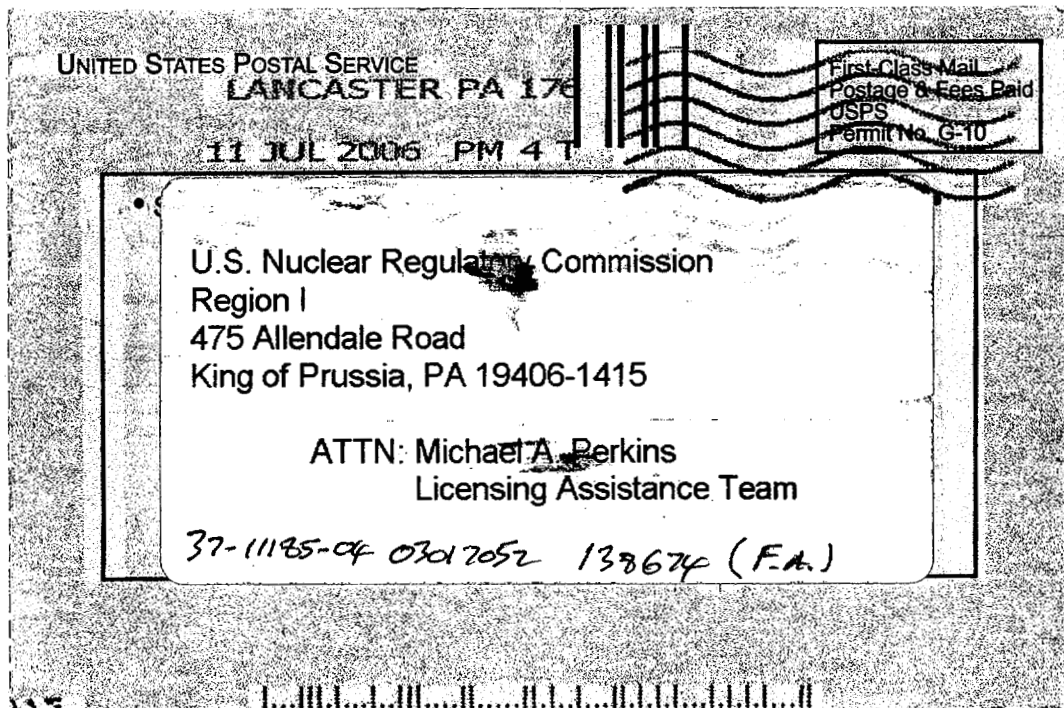 UNITED STATES POSTAL SERVICE
LANCASTER PA 176
11 JUL 2006 PM 4 T
First-Class Mail
Postage & Fees Paid
USPS
Permit No. G-10
U.S. Nuclear Regulatory Commission
Region I
475 Allendale Road
King of Prussia, PA 19406-1415
ATTN: Michael A. Perkins
Licensing Assistance Team
37-11185-04 03017052 138674 (F.A.)